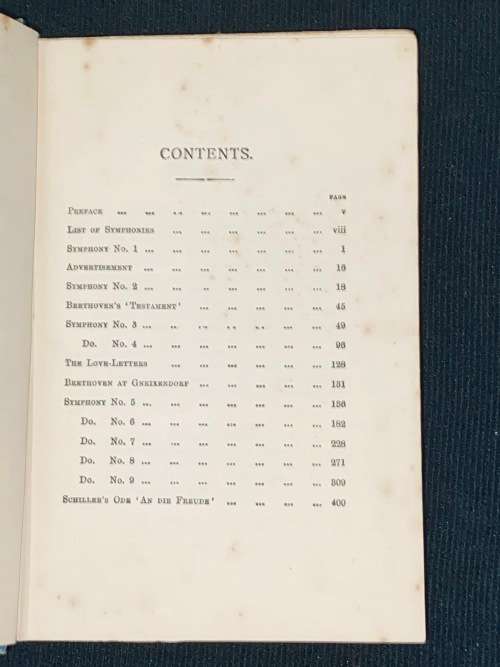 CONTENTS.
PAGE
PREFACE ... ... ... ... ... ... ... ... v
LIST OF SYMPHONIES ... ... ... ... ... ... viii
SYMPHONY No. 1 ... ... ... ... ... ... ... 1
ADVERTISEMENT ... ... ... ... ... ... ... 16
SYMPHONY No. 2 ... ... ... ... ... ... ... 18
BEETHOVEN'S 'TESTAMENT' ... ... ... ... ... 45
SYMPHONY No. 3 ... ... ... ... ... ... ... 49
Do. No. 4 ... ... ... ... ... ... ... 96
THE LOVE-LETTERS ... ... ... ... ... ... 128
BEETHOVEN AT GNEIXENDORF ... ... ... ... ... 131
SYMPHONY No. 5 ... ... ... ... ... ... ... 136
Do. No. 6 ... ... ... ... ... ... ... 182
Do. No. 7 ... ... ... ... ... ... ... 228
Do. No. 8 ... ... ... ... ... ... ... 271
Do. No. 9 ... ... ... ... ... ... ... 309
SCHILLER'S ODE 'AN DIE FREUDE' ... ... ... ... 400